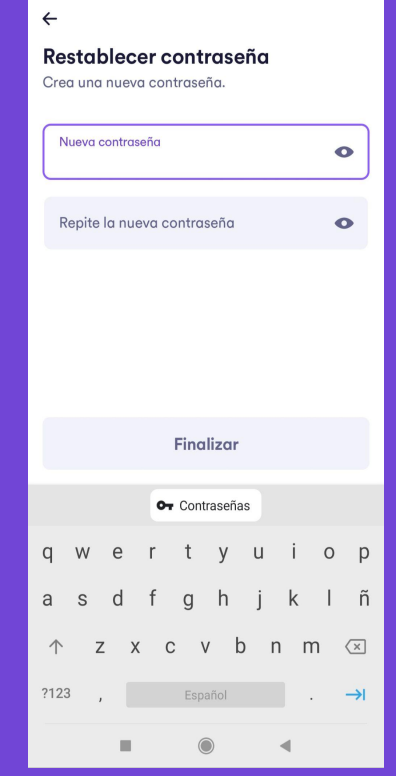 Restablecer contraseña
Crea una nueva contraseña.
Nueva contraseña
Repite la nueva contraseña
Finalizar
Contraseñas
q w e r t y u i o p
a s d f g h j k l ñ
z x c v b n m
?123 , Español .